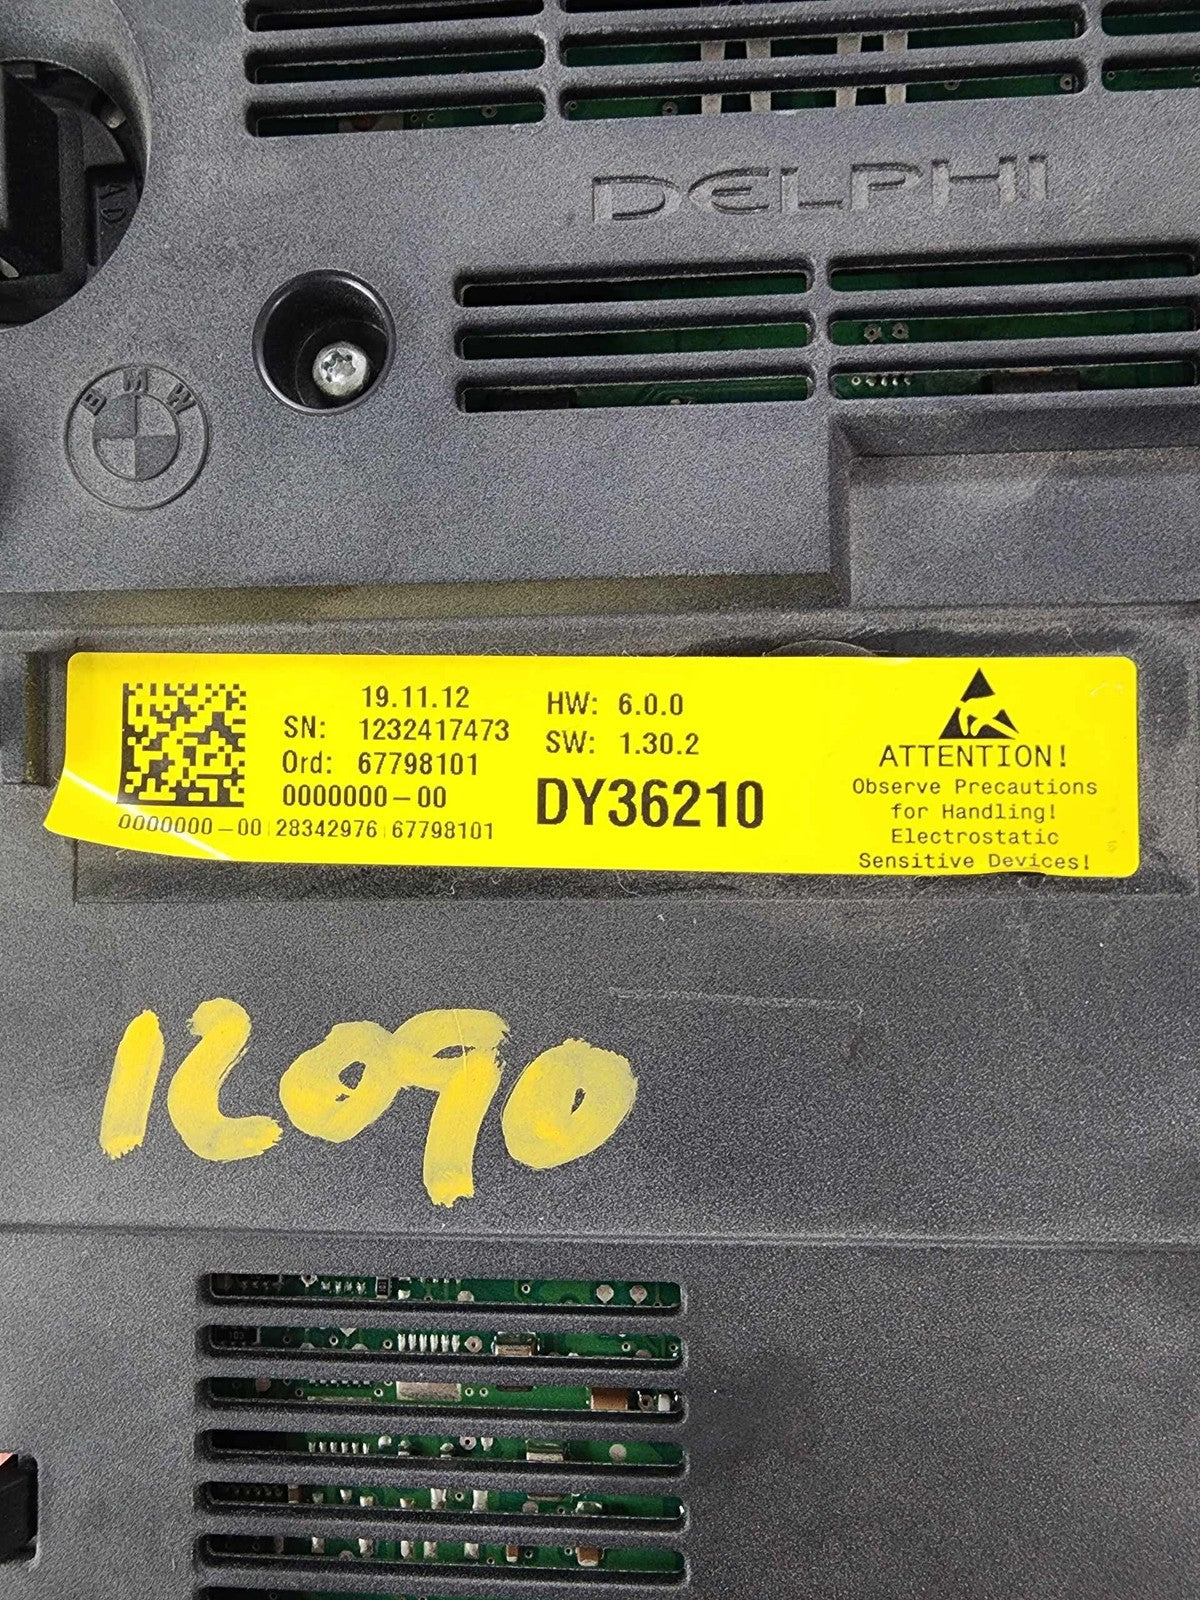 DELPHI
BMW
19.11.12
SN: 1232417473
Ord: 67798101
0000000-00
0000000-00 28342976 67798101
HW: 6.0.0
SW: 1.30.2
DY36210
ATTENTION!
Observe Precautions
for Handling!
Electrostatic
Sensitive Devices!
12090